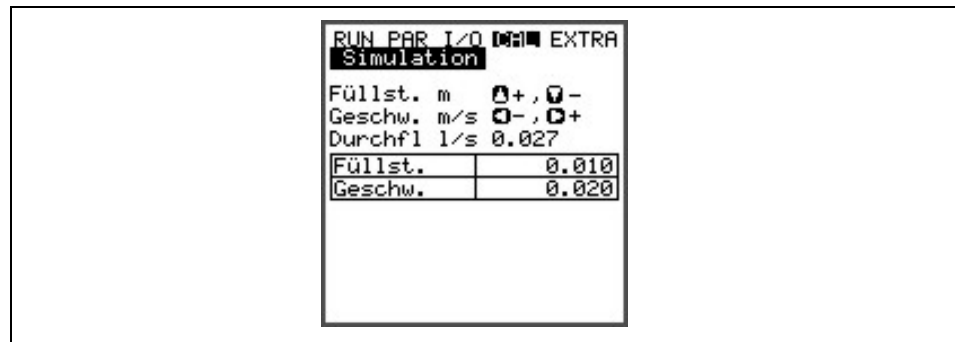 RUN PAR I/O CAL EXTRA
Simulation
Füllst. m +,-
Geschw. m/s -,+
Durchfl l/s 0.027
Füllst. 0.010
Geschw. 0.020